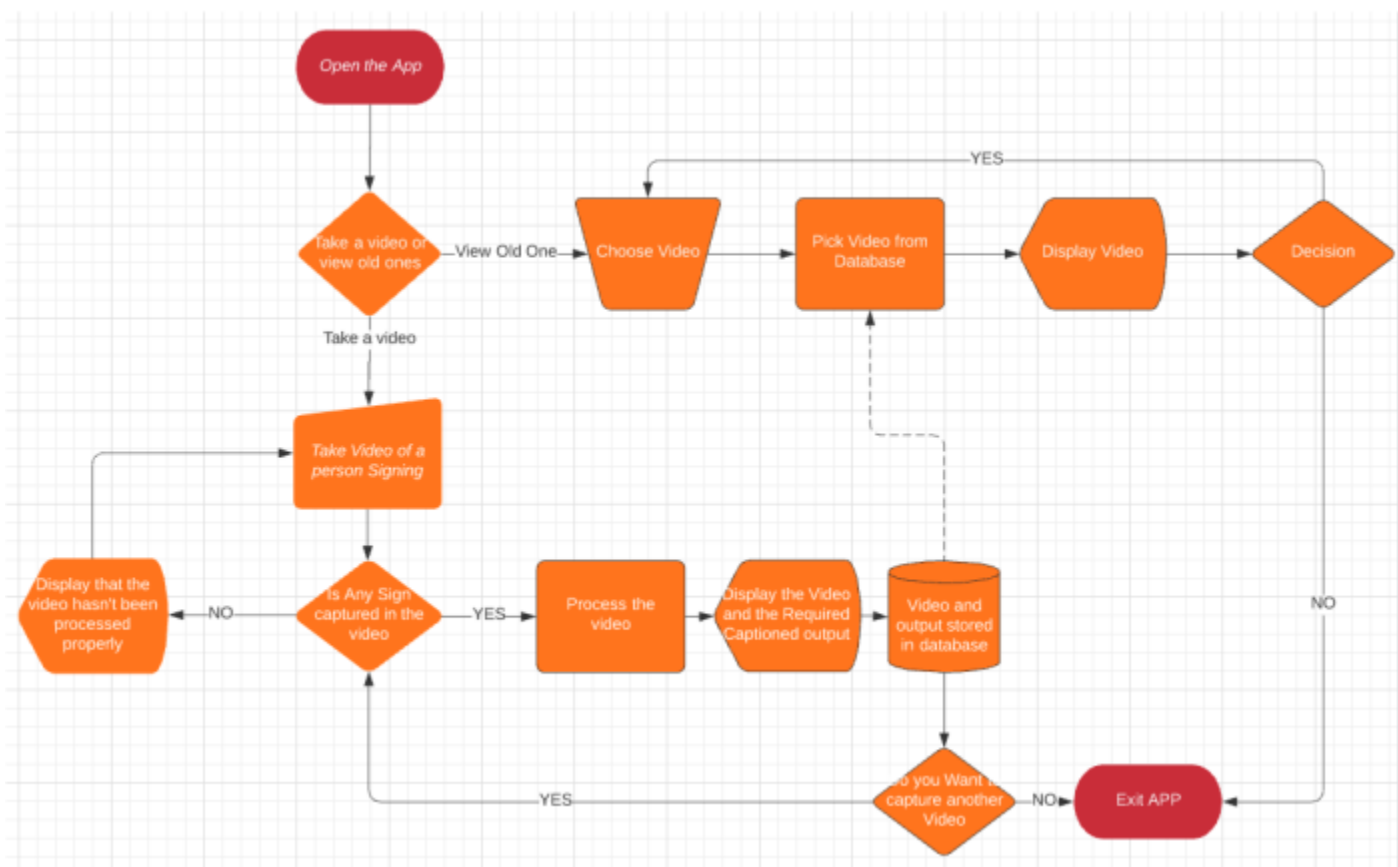 Open the App
YES
Take a video or
view old ones
View Old One
Choose Video
Pick Video from
Database
Display Video
Decision
Take a video
Take Video of a
person Signing
Display that the
video hasn't been
processed
properly
NO
Is Any Sign
captured in the
video
YES
Process the
video
Display the Video
and the Required
Captioned output
Video and
output stored
in database
NO
YES
you Want
capture another
Video
NO
Exit APP